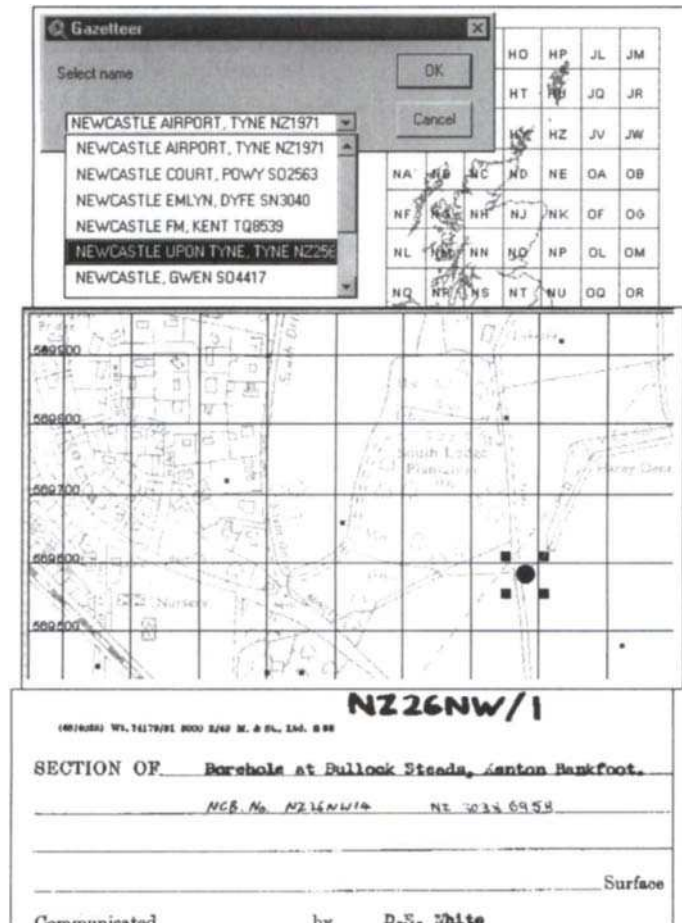 Gazetteer
Select name
OK
Cancel
NEWCASTLE AIRPORT, TYNE NZ1971
NEWCASTLE AIRPORT, TYNE NZ1971
NEWCASTLE COURT, POWY SO2563
NEWCASTLE EMLYN, DYFE SN3040
NEWCASTLE FM, KENT TQ8539
NEWCASTLE UPON TYNE, TYNE NZ256
NEWCASTLE, GWEN SO4417
HO HP JL JM
HT JQ JR
HZ JV JW
NA NB NC ND NE OA OB
NF NH NJ NK OF OG
NL NM NN NO NP OL OM
NQ NR NS NT NU OQ OR
569900
569800
569700
569600
569500
South Lodge
Plantation
Nursery
NZ26NW/1
SECTION OF Borehole at Bullock Steads, Kenton Bankfoot.
NCB. No. NZ26NW14 NZ 6958
Surface
Communicated by D.E. White